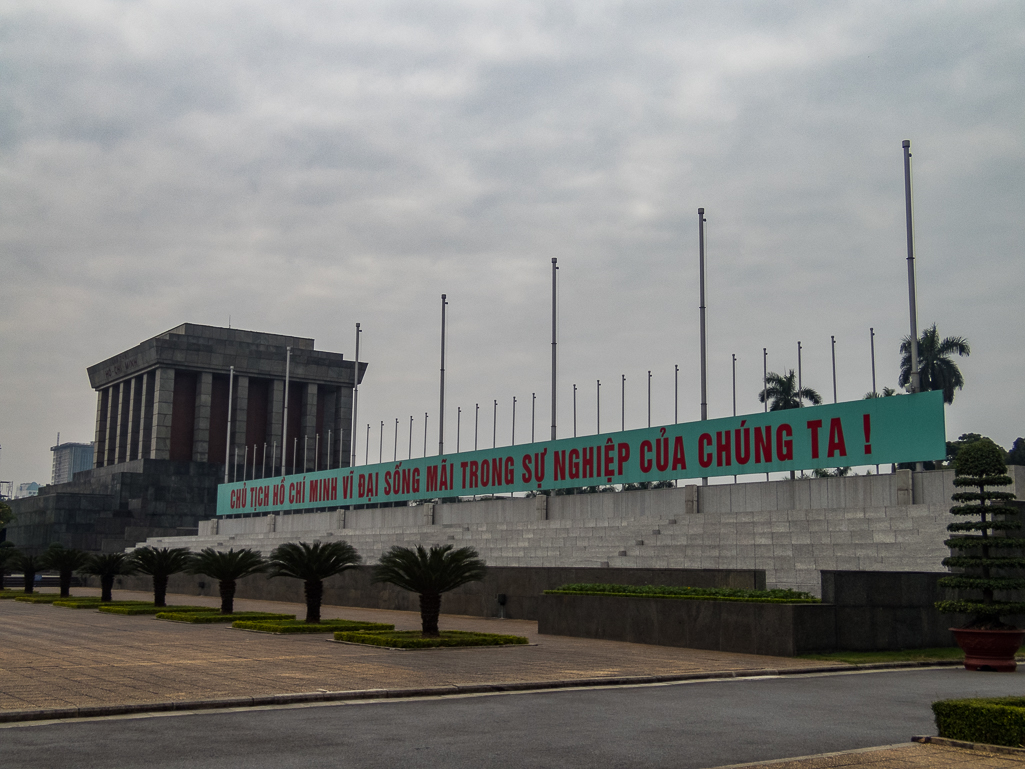 CHỦ TỊCH HỒ CHÍ MINH VĨ ĐẠI SỐNG MÃI TRONG SỰ NGHIỆP CỦA CHÚNG TA !